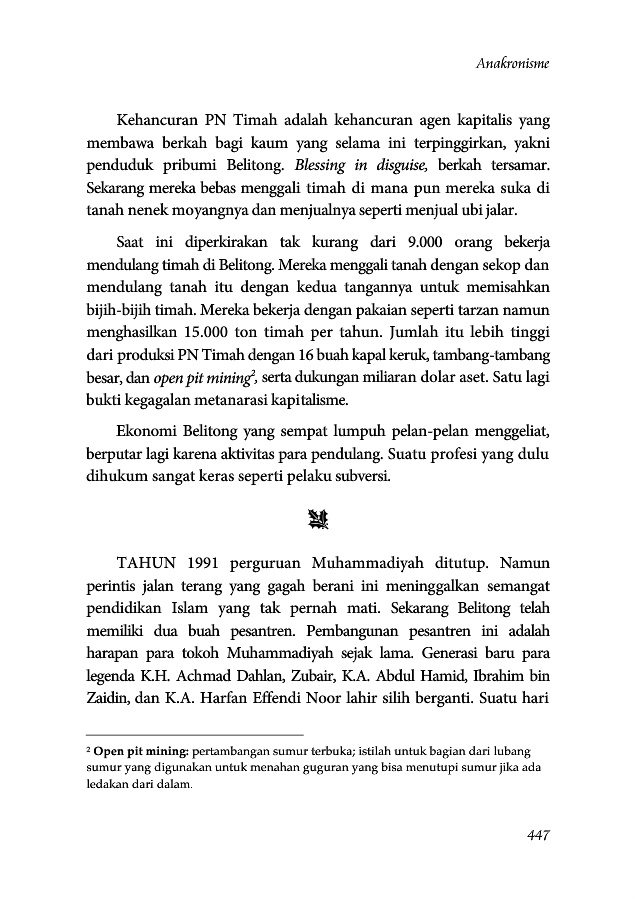 Anakronisme
Kehancuran PN Timah adalah kehancuran agen kapitalis yang
membawa berkah bagi kaum yang selama ini terpinggirkan, yakni
penduduk pribumi Belitong. Blessing in disguise, berkah tersamar.
Sekarang mereka bebas menggali timah di mana pun mereka suka di
tanah nenek moyangnya dan menjualnya seperti menjual ubi jalar.
Saat ini diperkirakan tak kurang dari 9.000 orang bekerja
mendulang timah di Belitong. Mereka menggali tanah dengan sekop dan
mendulang tanah itu dengan kedua tangannya untuk memisahkan
bijih-bijih timah. Mereka bekerja dengan pakaian seperti tarzan namun
menghasilkan 15.000 ton timah per tahun. Jumlah itu lebih tinggi
dari produksi PN Timah dengan 16 buah kapal keruk, tambang-tambang
besar, dan open pit mining², serta dukungan miliaran dolar aset. Satu lagi
bukti kegagalan metanarasi kapitalisme.
Ekonomi Belitong yang sempat lumpuh pelan-pelan menggeliat,
berputar lagi karena aktivitas para pendulang. Suatu profesi yang dulu
dihukum sangat keras seperti pelaku subversi.
TAHUN 1991 perguruan Muhammadiyah ditutup. Namun
perintis jalan terang yang gagah berani ini meninggalkan semangat
pendidikan Islam yang tak pernah mati. Sekarang Belitong telah
memiliki dua buah pesantren. Pembangunan pesantren ini adalah
harapan para tokoh Muhammadiyah sejak lama. Generasi baru para
legenda K.H. Achmad Dahlan, Zubair, K.A. Abdul Hamid, Ibrahim bin
Zaidin, dan K.A. Harfan Effendi Noor lahir silih berganti. Suatu hari
² Open pit mining: pertambangan sumur terbuka; istilah untuk bagian dari lubang
sumur yang digunakan untuk menahan guguran yang bisa menutupi sumur jika ada
ledakan dari dalam.
447